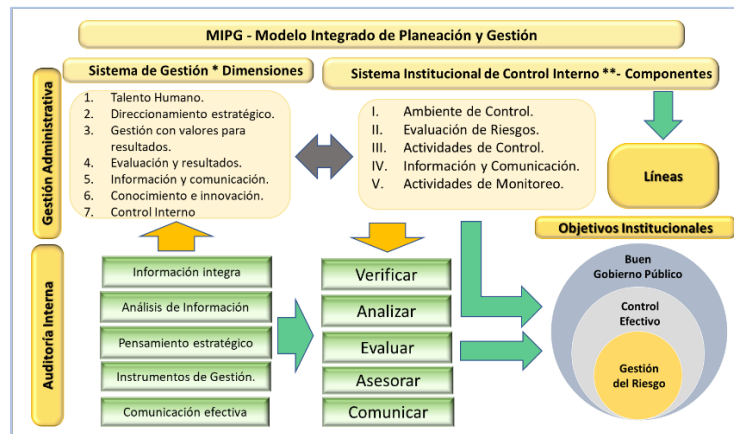 MIPG - Modelo Integrado de Planeación y Gestión
Sistema de Gestión * Dimensiones
Sistema Institucional de Control Interno **- Componentes
Gestión Administrativa
1. Talento Humano.
2. Direccionamiento estratégico.
3. Gestión con valores para
resultados.
4. Evaluación y resultados.
5 Información y comunicación.
6. Conocimiento e innovación.
7. Control Interno
I. Ambiente de Control.
II. Evaluación de Riesgos.
III. Actividades de Control.
IV. Información y Comunicación.
V. Actividades de Monitoreo.
Líneas
Auditoría Interna
Información integra
Análisis de Información
Pensamiento estratégico
Instrumentos de Gestión.
Comunicación efectiva
Verificar
Analizar
Evaluar
Asesorar
Comunicar
Objetivos Institucionales
Buen
Gobierno Público
Control
Efectivo
Gestión
del Riesgo